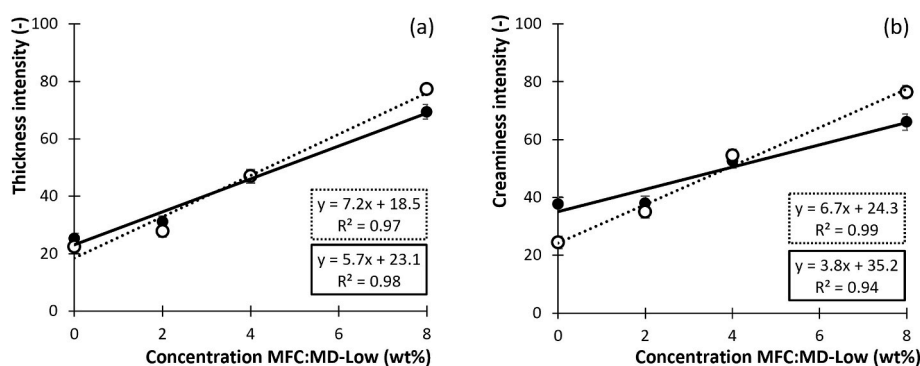 (a)
Thickness intensity (-)
100
80
60
40
20
0
y = 7.2x + 18.5
R² = 0.97
y = 5.7x + 23.1
R² = 0.98
0 2 4 6 8
Concentration MFC:MD-Low (wt%)
(b)
Creaminess intensity (-)
100
80
60
40
20
0
y = 6.7x + 24.3
R² = 0.99
y = 3.8x + 35.2
R² = 0.94
0 2 4 6 8
Concentration MFC:MD-Low (wt%)